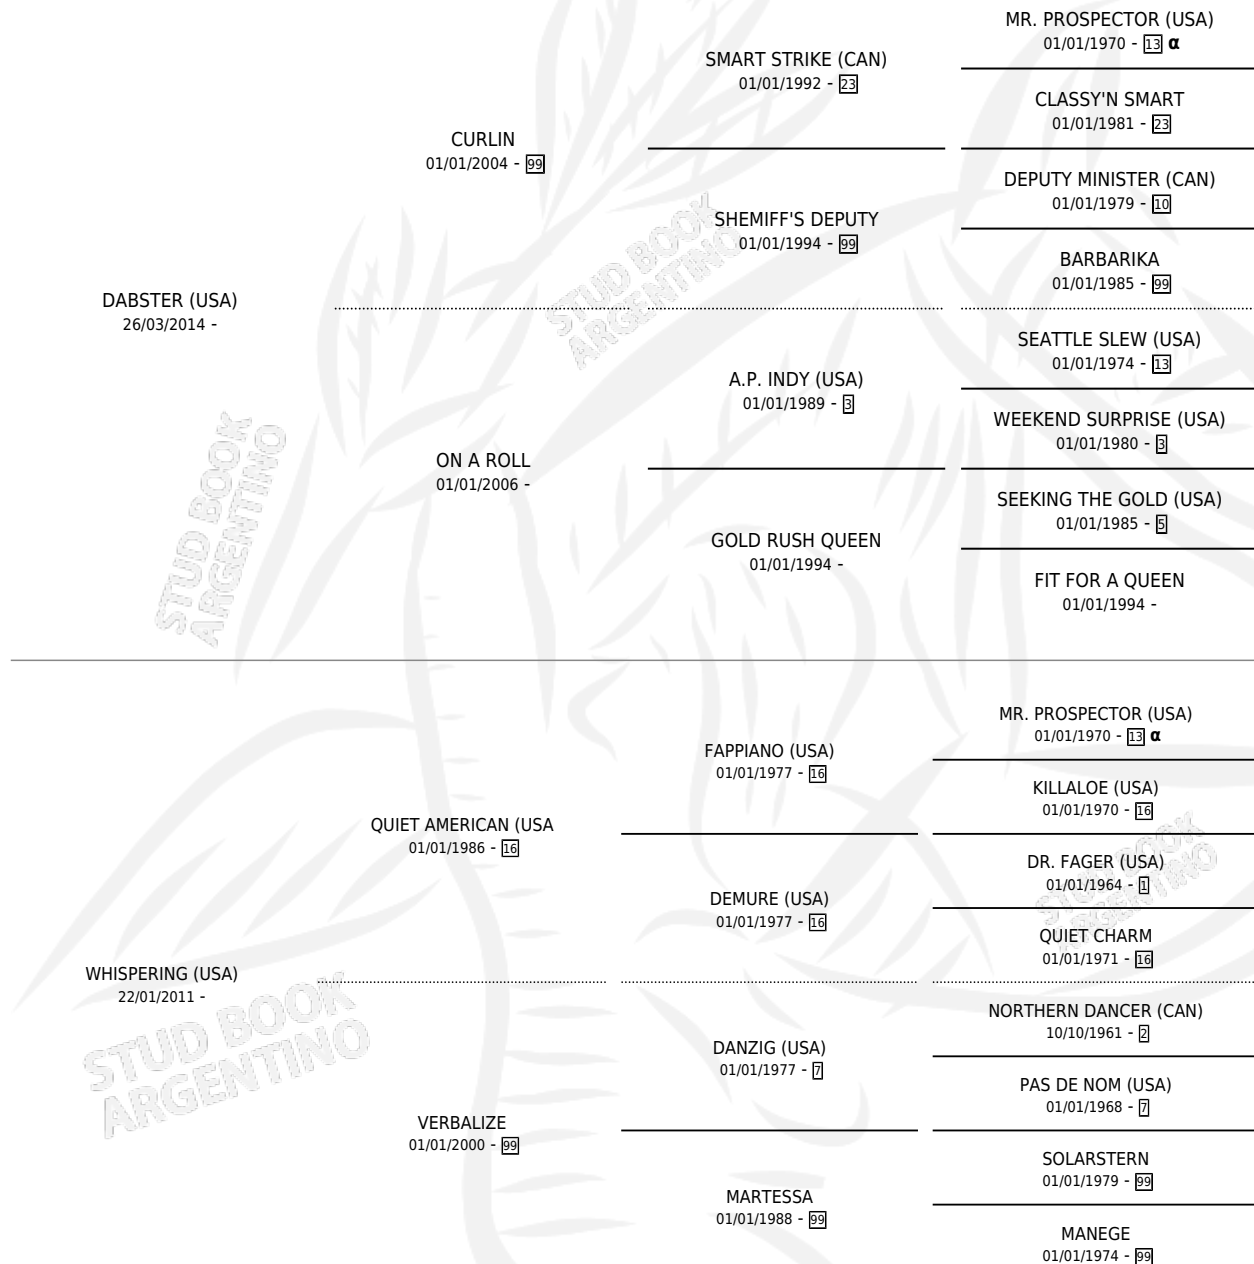 MR. PROSPECTOR (USA)
01/01/1970 - 13 α
SMART STRIKE (CAN)
01/01/1992 - 23
CLASSY'N SMART
01/01/1981 - 23
CURLIN
01/01/2004 - 99
DEPUTY MINISTER (CAN)
01/01/1979 - 10
SHEMIFF'S DEPUTY
01/01/1994 - 99
BARBARIKA
01/01/1985 - 99
DABSTER (USA)
26/03/2014 -
SEATTLE SLEW (USA)
01/01/1974 - 13
A.P. INDY (USA)
01/01/1989 - 3
WEEKEND SURPRISE (USA)
01/01/1980 - 3
ON A ROLL
01/01/2006 -
SEEKING THE GOLD (USA)
01/01/1985 - 5
GOLD RUSH QUEEN
01/01/1994 -
FIT FOR A QUEEN
01/01/1994 -
STUD BOOK
ARGENTINO
STUD BOOK
ARGENTINO
MR. PROSPECTOR (USA)
01/01/1970 - 13 α
FAPPIANO (USA)
01/01/1977 - 16
KILLALOE (USA)
01/01/1970 - 16
QUIET AMERICAN (USA
01/01/1986 - 16
DR. FAGER (USA)
01/01/1964 - 1
DEMURE (USA)
01/01/1977 - 16
QUIET CHARM
01/01/1971 - 16
WHISPERING (USA)
22/01/2011 -
NORTHERN DANCER (CAN)
10/10/1961 - 2
DANZIG (USA)
01/01/1977 - 7
PAS DE NOM (USA)
01/01/1968 - 7
VERBALIZE
01/01/2000 - 99
SOLARSTERN
01/01/1979 - 99
MARTESSA
01/01/1988 - 99
MANEGE
01/01/1974 - 99
STUD BOOK
ARGENTINO
STUD BOOK
ARGENTINO